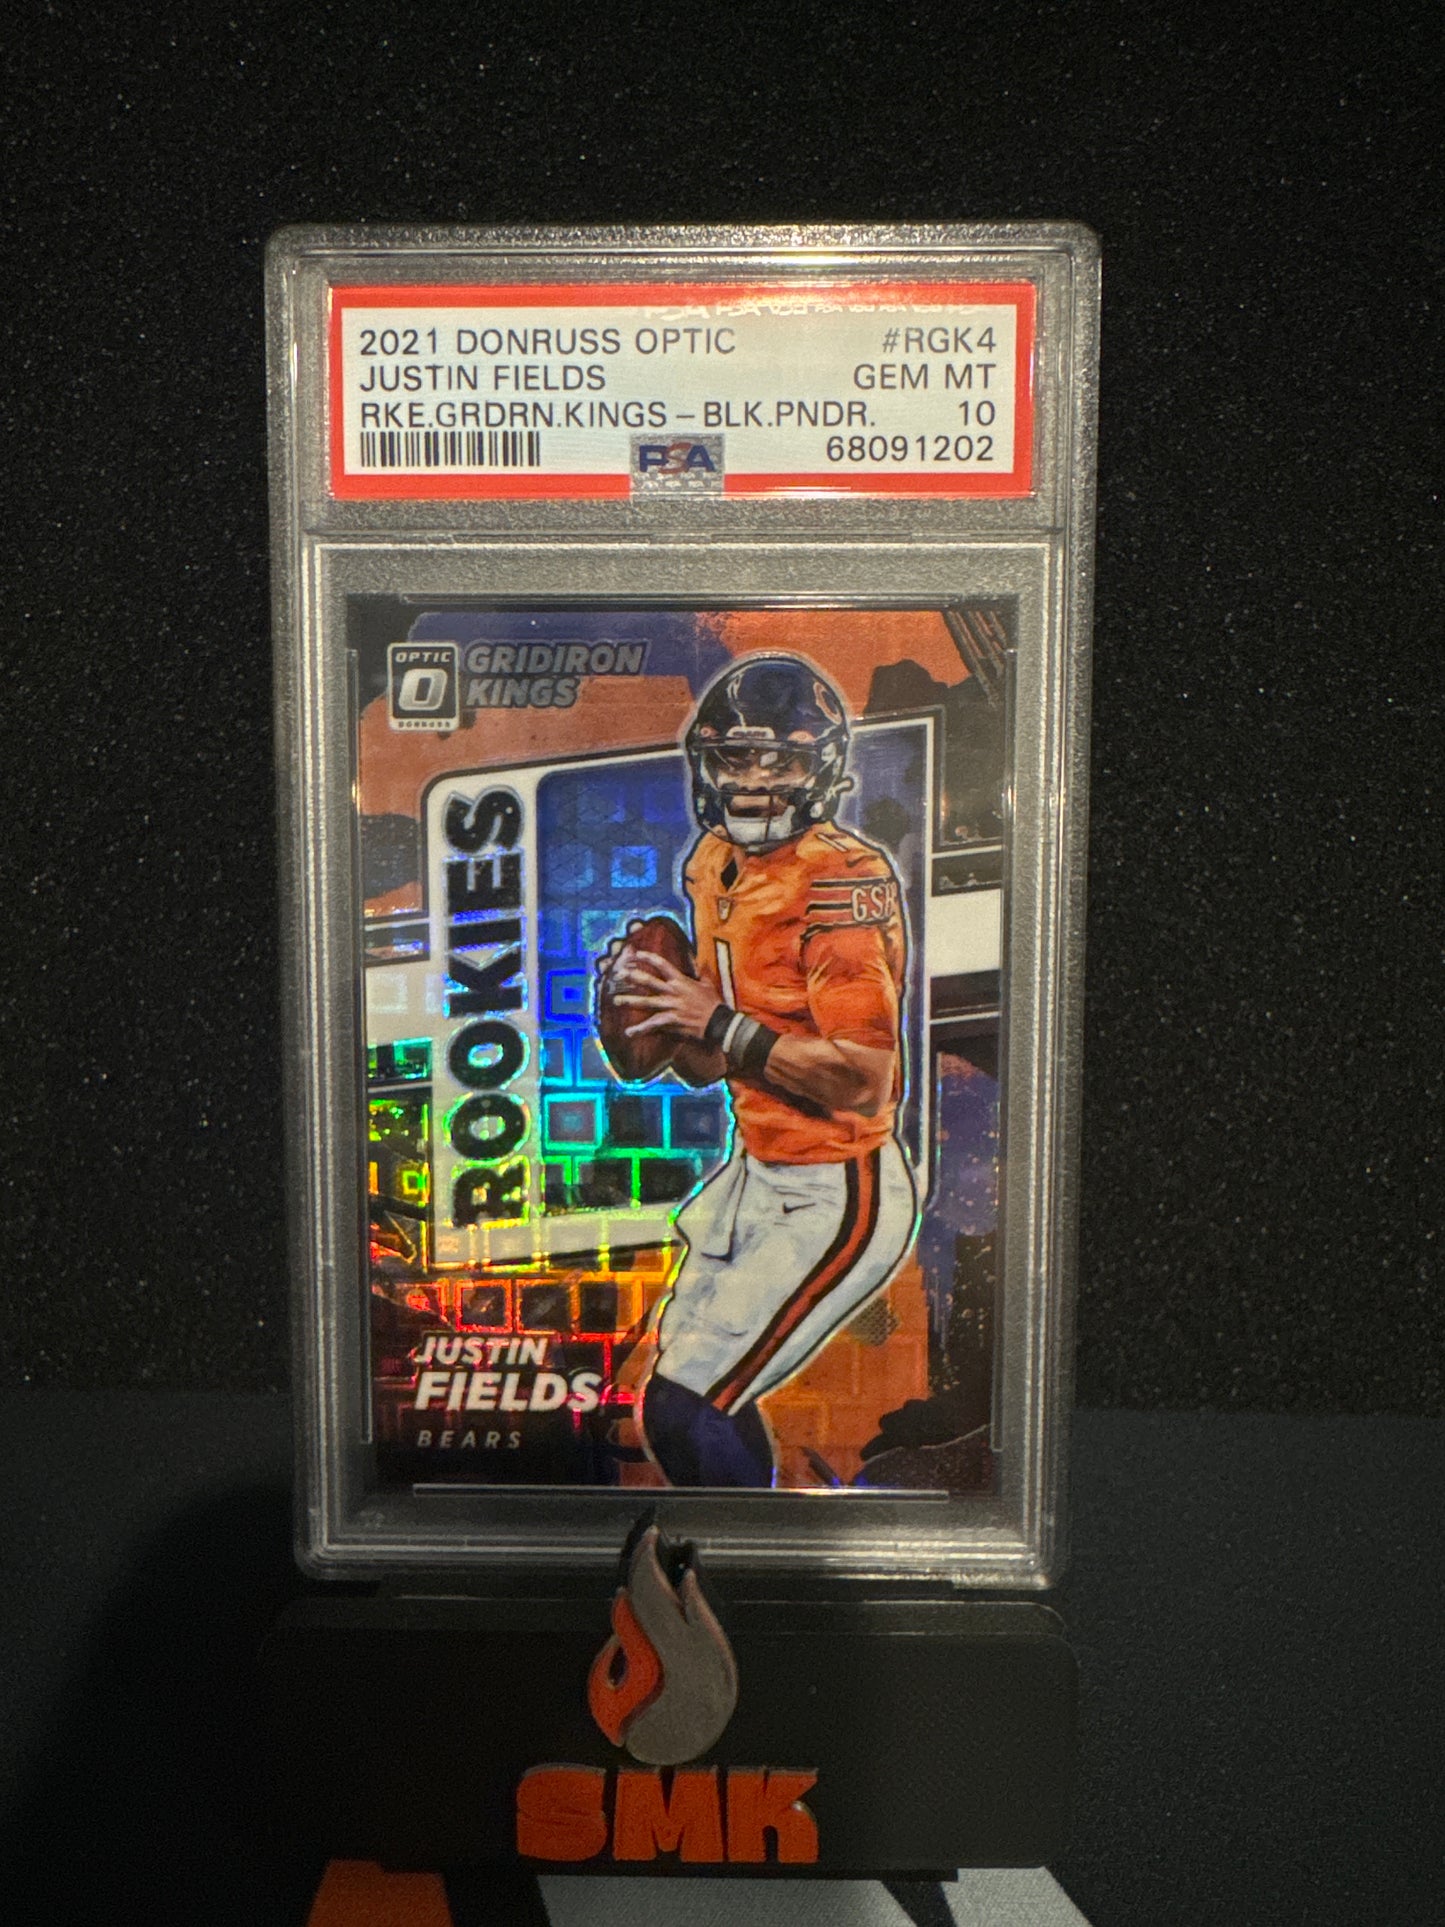 2021 DONRUSS OPTIC #RGK4
JUSTIN FIELDS GEM MT
RKE.GRDRN.KINGS - BLK.PNDR. 10
PSA 68091202
OPTIC
DONRUSS
GRIDIRON
KINGS
ROOKIES
GSH
1
JUSTIN
FIELDS
BEARS
SMK